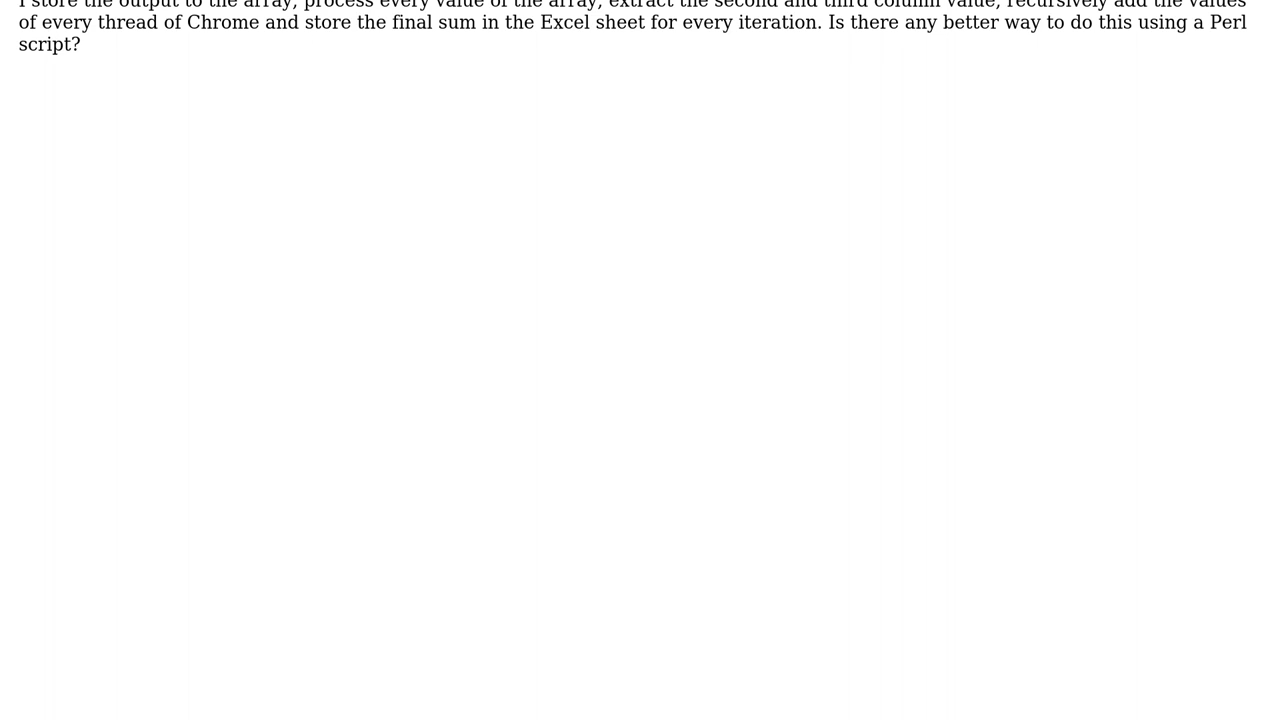 I store the output to the array, process every value of the array, extract the second and third column value, recursively add the values
of every thread of Chrome and store the final sum in the Excel sheet for every iteration. Is there any better way to do this using a Perl
script?